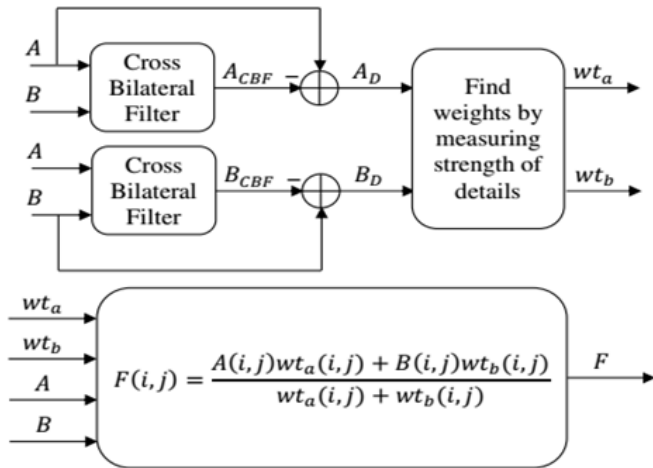 A
B
Cross
Bilateral
Filter
A_CBF
−
A_D
A
B
Cross
Bilateral
Filter
B_CBF
−
B_D
Find
weights by
measuring
strength of
details
wt_a
wt_b
wt_a
wt_b
A
B
F(i,j) = \frac{A(i,j)wt_a(i,j) + B(i,j)wt_b(i,j)}{wt_a(i,j) + wt_b(i,j)}
F